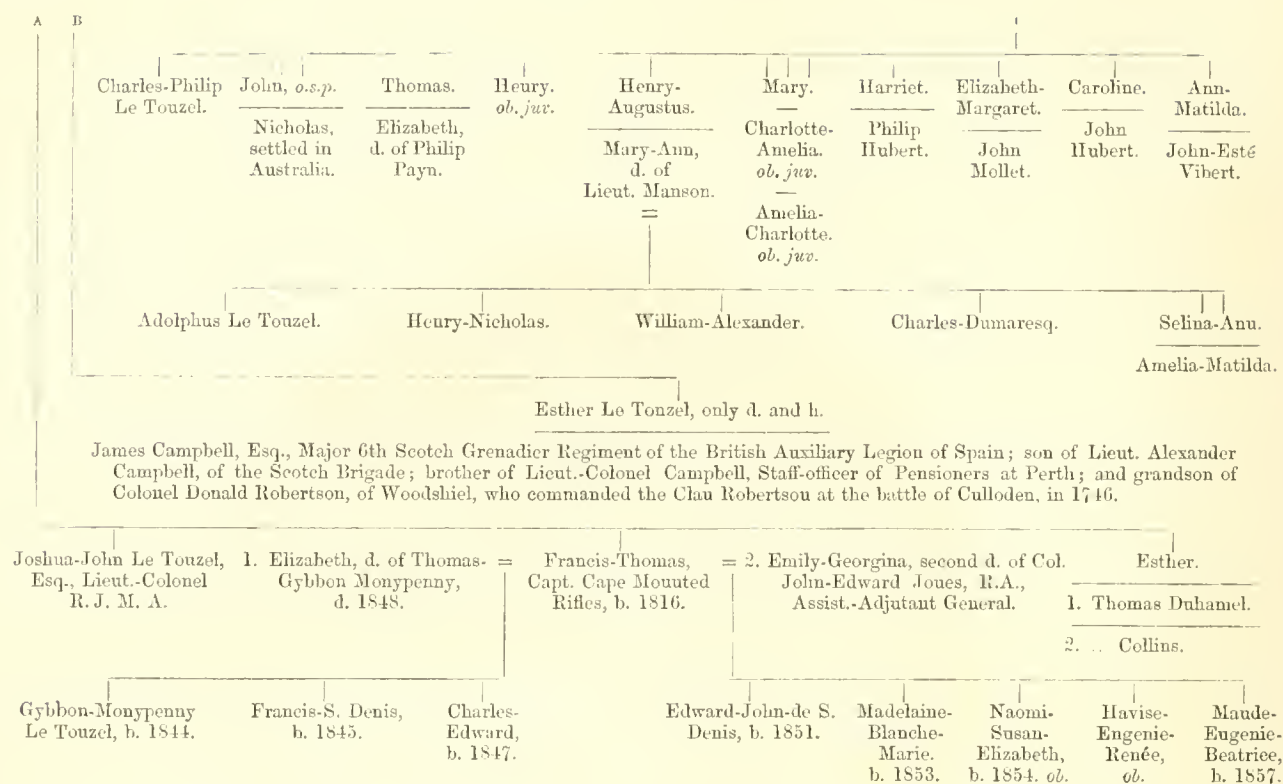 A B
Charles-Philip
Le Touzel.
John, o.s.p.
Nicholas,
settled in
Australia.
Thomas.
Elizabeth,
d. of Philip
Payn.
Henry.
ob. juv.
Henry-
Augustus.
Mary-Ann,
d. of
Lieut. Manson.
=
Mary.
—
Charlotte-
Amelia.
ob. juv.
—
Amelia-
Charlotte.
ob. juv.
Harriet.
Philip
Hubert.
Elizabeth-
Margaret.
John
Mollet.
Caroline.
John
Hubert.
Ann-
Matilda.
John-Esté
Vibert.
Adolphus Le Touzel.
Henry-Nicholas.
William-Alexander.
Charles-Dumaresq.
Selina-Ann.
Amelia-Matilda.
Esther Le Touzel, only d. and h.
James Campbell, Esq., Major 6th Scotch Grenadier Regiment of the British Auxiliary Legion of Spain; son of Lieut. Alexander
Campbell, of the Scotch Brigade; brother of Lieut.-Colonel Campbell, Staff-officer of Pensioners at Perth; and grandson of
Colonel Donald Robertson, of Woodshiel, who commanded the Clan Robertson at the battle of Culloden, in 1746.
Joshua-John Le Touzel,
Esq., Lieut.-Colonel
R. J. M. A.
1. Elizabeth, d. of Thomas-
Gybbon Monypenny,
d. 1848.
=
Francis-Thomas,
Capt. Cape Mounted
Rifles, b. 1816.
= 2. Emily-Georgina, second d. of Col.
John-Edward Jones, R.A.,
Assist.-Adjutant General.
Esther.
1. Thomas Duhamel.
2. .. Collins.
Gybbon-Monypenny
Le Touzel, b. 1844.
Francis-S. Denis,
b. 1845.
Charles-
Edward,
b. 1847.
Edward-John-de S.
Denis, b. 1851.
Madelaine-
Blanche-
Marie.
b. 1853.
Naomi-
Susan-
Elizabeth,
b. 1854. ob.
Havise-
Eugenie-
Renée,
ob.
Maude-
Eugenie-
Beatrice,
b. 1857.